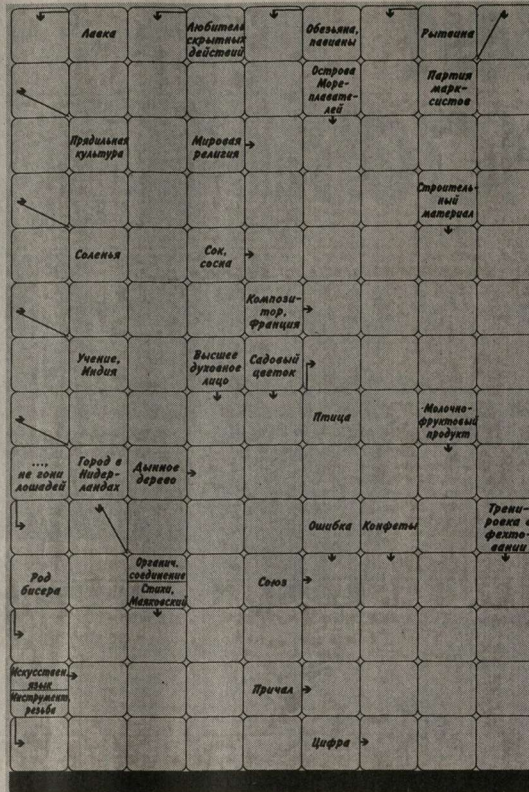 Лавка
Любитель
скрытных
действий
Обезьяна,
павианы
Рытвина
Острова
Море-
плавате-
лей
Партия
марк-
систов
Прядильная
культура
Мировая
религия
Строитель-
ный
материал
Соленья
Сок,
сосна
Компози-
тор,
Франция
Учение,
Индия
Высшее
духовное
лицо
Садовый
цветок
Птица
Молочно-
фруктовый
продукт
...,
не гони
лошадей
Город в
Нидер-
ландах
Дынное
дерево
Ошибка
Конфеты
Трени-
ровка в
фехто-
вании
Род
бисера
Органич.
соединение
Стихи,
Маяковский
Союз
Искусствен.
язык
Инструмент,
резьба
Причал
Цифра